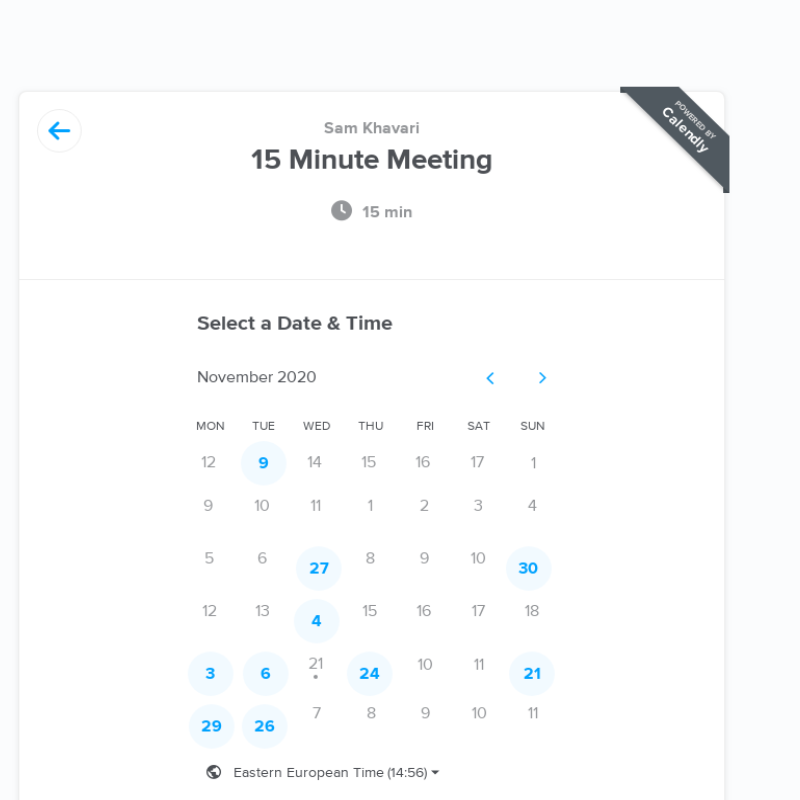 POWERED BY
Calendly
Sam Khavari
15 Minute Meeting
15 min
Select a Date & Time
November 2020
MON TUE WED THU FRI SAT SUN
12 9 14 15 16 17 1
9 10 11 1 2 3 4
5 6 27 8 9 10 30
12 13 4 15 16 17 18
3 6 21 24 10 11 21
29 26 7 8 9 10 11
Eastern European Time (14:56)